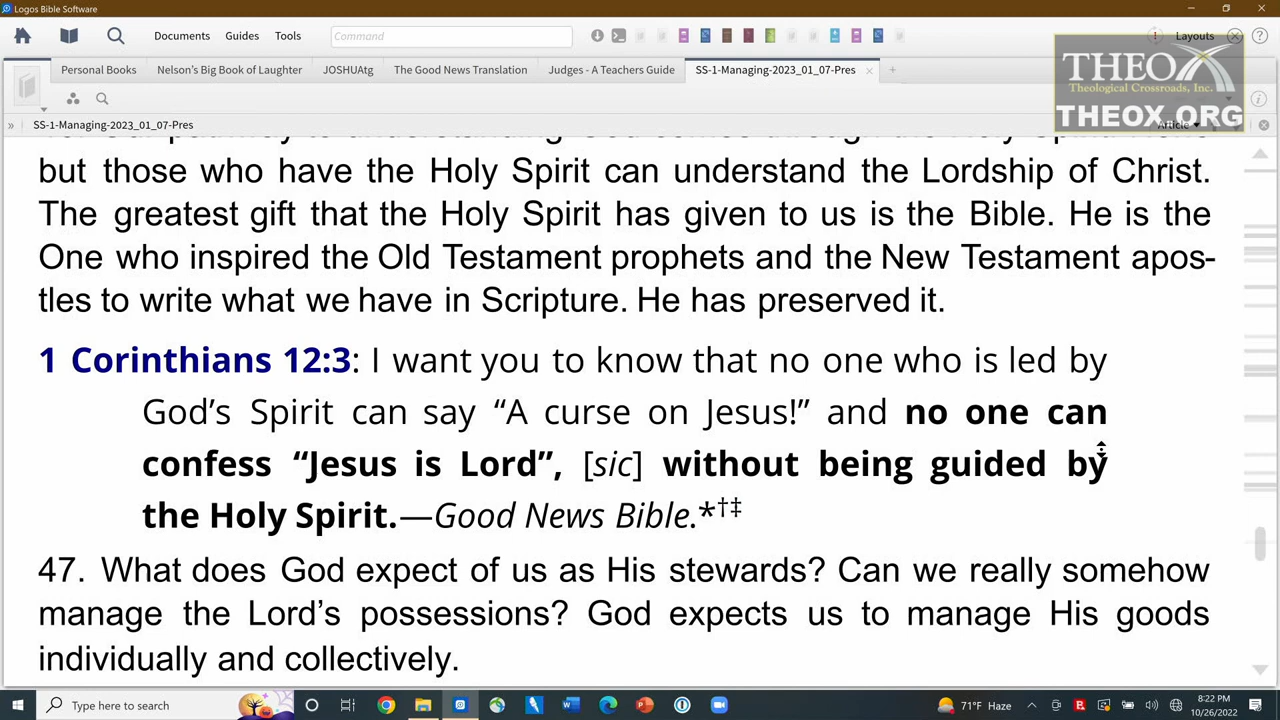 Logos Bible Software
Documents Guides Tools Command Layouts
Personal Books Nelson's Big Book of Laughter JOSHUAtg The Good News Translation Judges - A Teachers Guide SS-1-Managing-2023_01_07-Pres
THEOX
Theological Crossroads, Inc.
THEOX.ORG
SS-1-Managing-2023_01_07-Pres Article
but those who have the Holy Spirit can understand the Lordship of Christ.
The greatest gift that the Holy Spirit has given to us is the Bible. He is the
One who inspired the Old Testament prophets and the New Testament apos-
tles to write what we have in Scripture. He has preserved it.
1 Corinthians 12:3: I want you to know that no one who is led by
God's Spirit can say “A curse on Jesus!” and no one can
confess “Jesus is Lord”, [sic] without being guided by
the Holy Spirit.—Good News Bible.*†‡
47. What does God expect of us as His stewards? Can we really somehow
manage the Lord's possessions? God expects us to manage His goods
individually and collectively.
Type here to search 71°F Haze 8:22 PM
10/26/2022